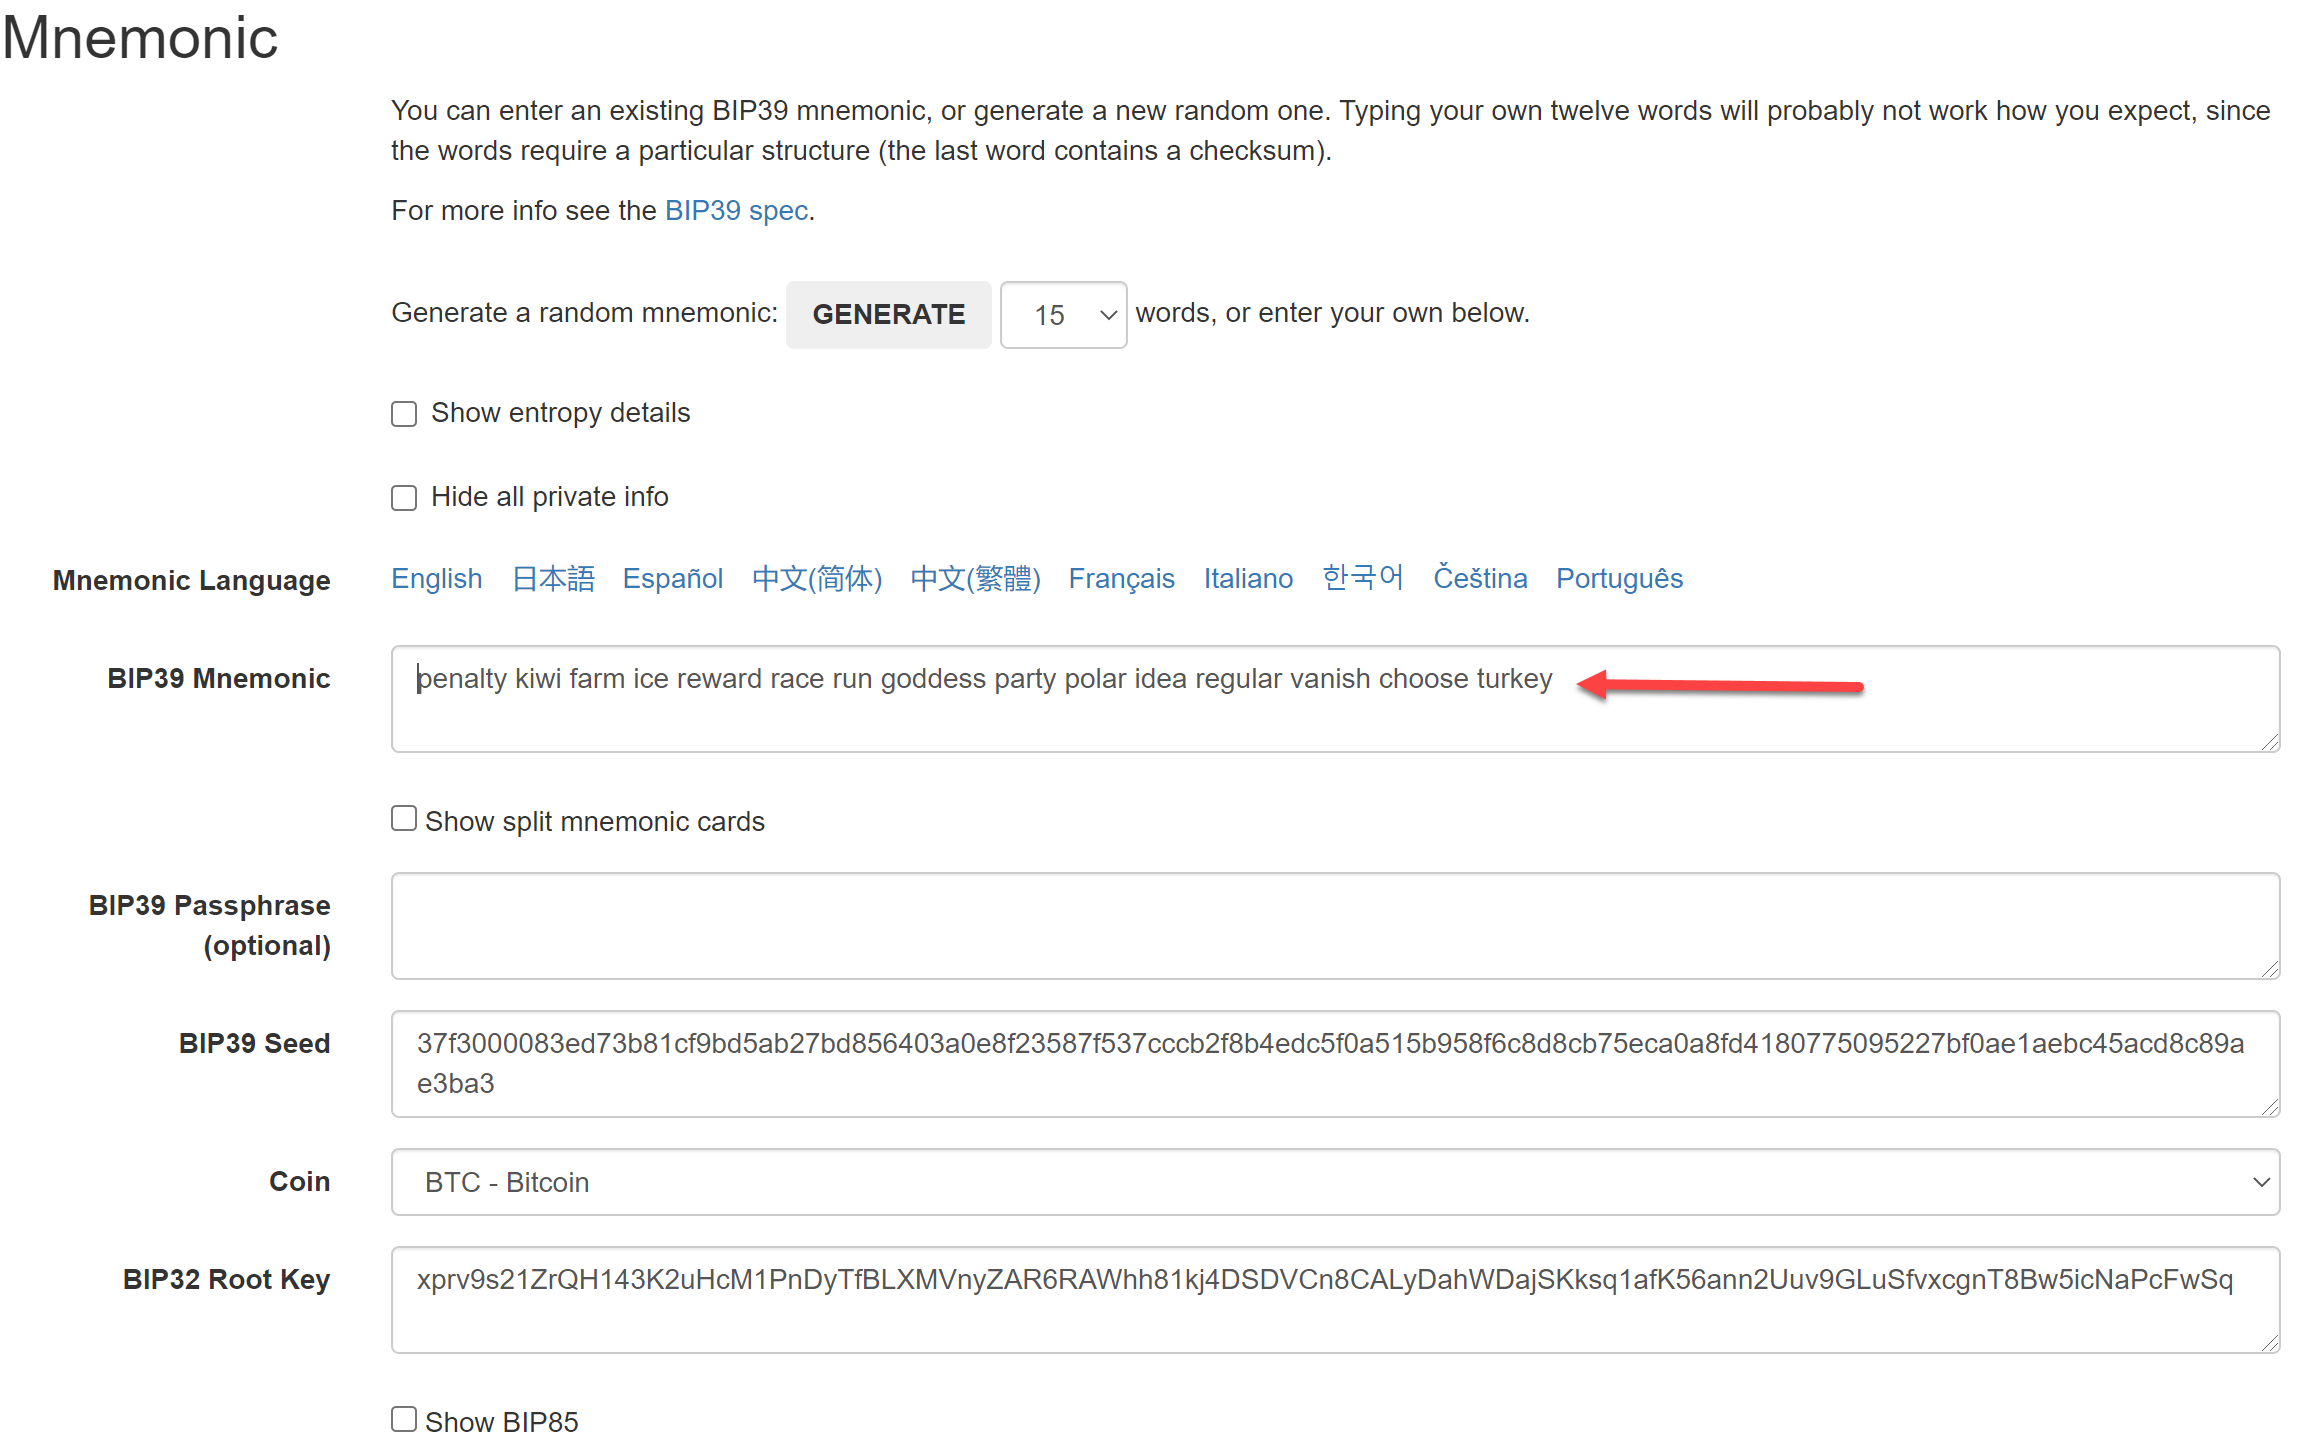 Mnemonic
You can enter an existing BIP39 mnemonic, or generate a new random one. Typing your own twelve words will probably not work how you expect, since
the words require a particular structure (the last word contains a checksum).
For more info see the BIP39 spec.
Generate a random mnemonic: GENERATE 15 words, or enter your own below.
Show entropy details
Hide all private info
Mnemonic Language English 日本語 Español 中文(简体) 中文(繁體) Français Italiano 한국어 Čeština Português
BIP39 Mnemonic penalty kiwi farm ice reward race run goddess party polar idea regular vanish choose turkey
Show split mnemonic cards
BIP39 Passphrase
(optional)
BIP39 Seed 37f3000083ed73b81cf9bd5ab27bd856403a0e8f23587f537cccb2f8b4edc5f0a515b958f6c8d8cb75eca0a8fd4180775095227bf0ae1aebc45acd8c89a
e3ba3
Coin BTC - Bitcoin
BIP32 Root Key xprv9s21ZrQH143K2uHcM1PnDyTfBLXMVnyZAR6RAWhh81kj4DSDVCn8CALyDahWDajSKksq1afK56ann2Uuv9GLuSfvxcgnT8Bw5icNaPcFwSq
Show BIP85